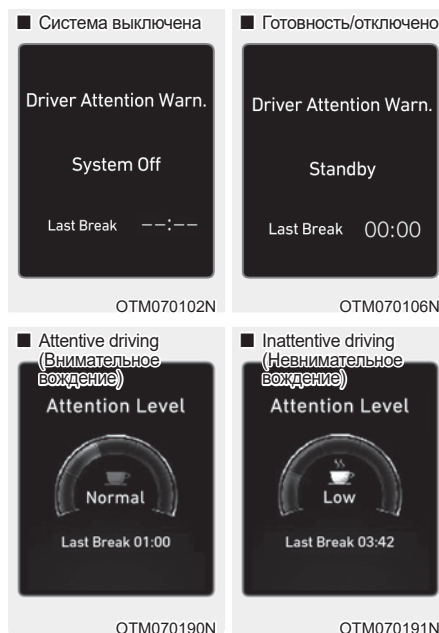 ■ Система выключена
Driver Attention Warn.
System Off
Last Break --:--
OTM070102N
■ Готовность/отключено
Driver Attention Warn.
Standby
Last Break 00:00
OTM070106N
■ Attentive driving
(Внимательное
вождение)
Attention Level
Normal
Last Break 01:00
OTM070190N
■ Inattentive driving
(Невнимательное
вождение)
Attention Level
Low
Last Break 03:42
OTM070191N